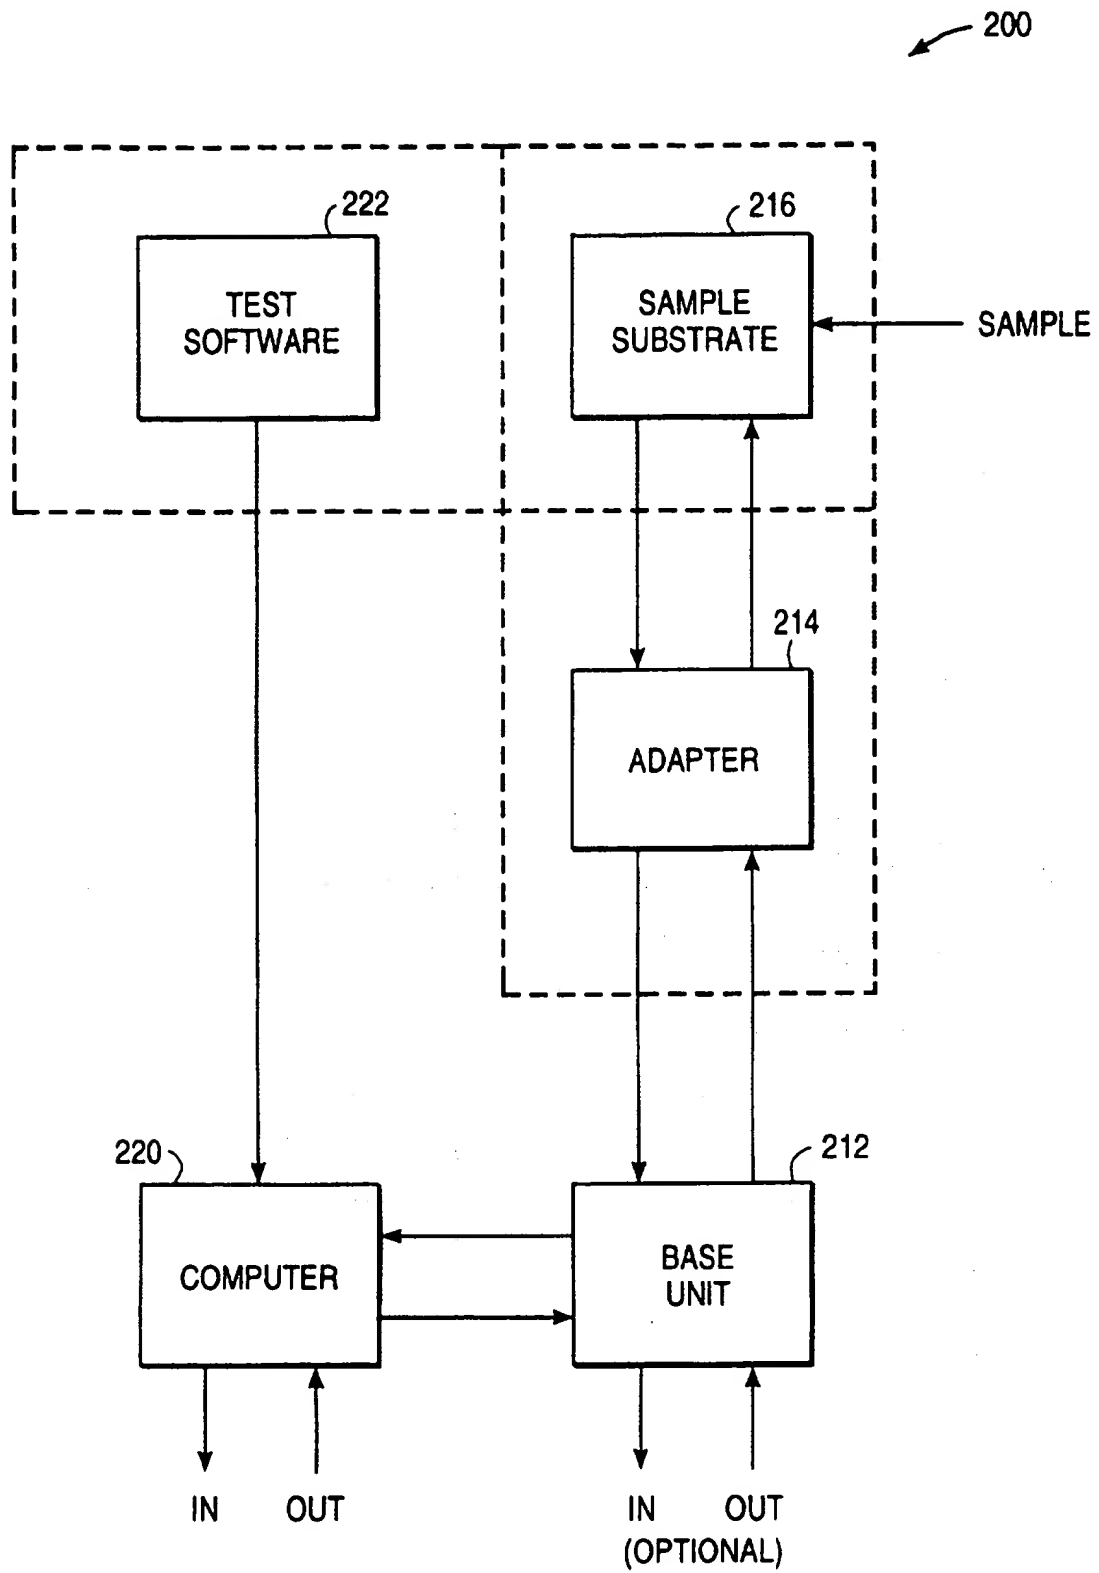 200
222
216
TEST
SOFTWARE
SAMPLE
SUBSTRATE
SAMPLE
214
ADAPTER
220
212
COMPUTER
BASE
UNIT
IN
OUT
IN
OUT
(OPTIONAL)